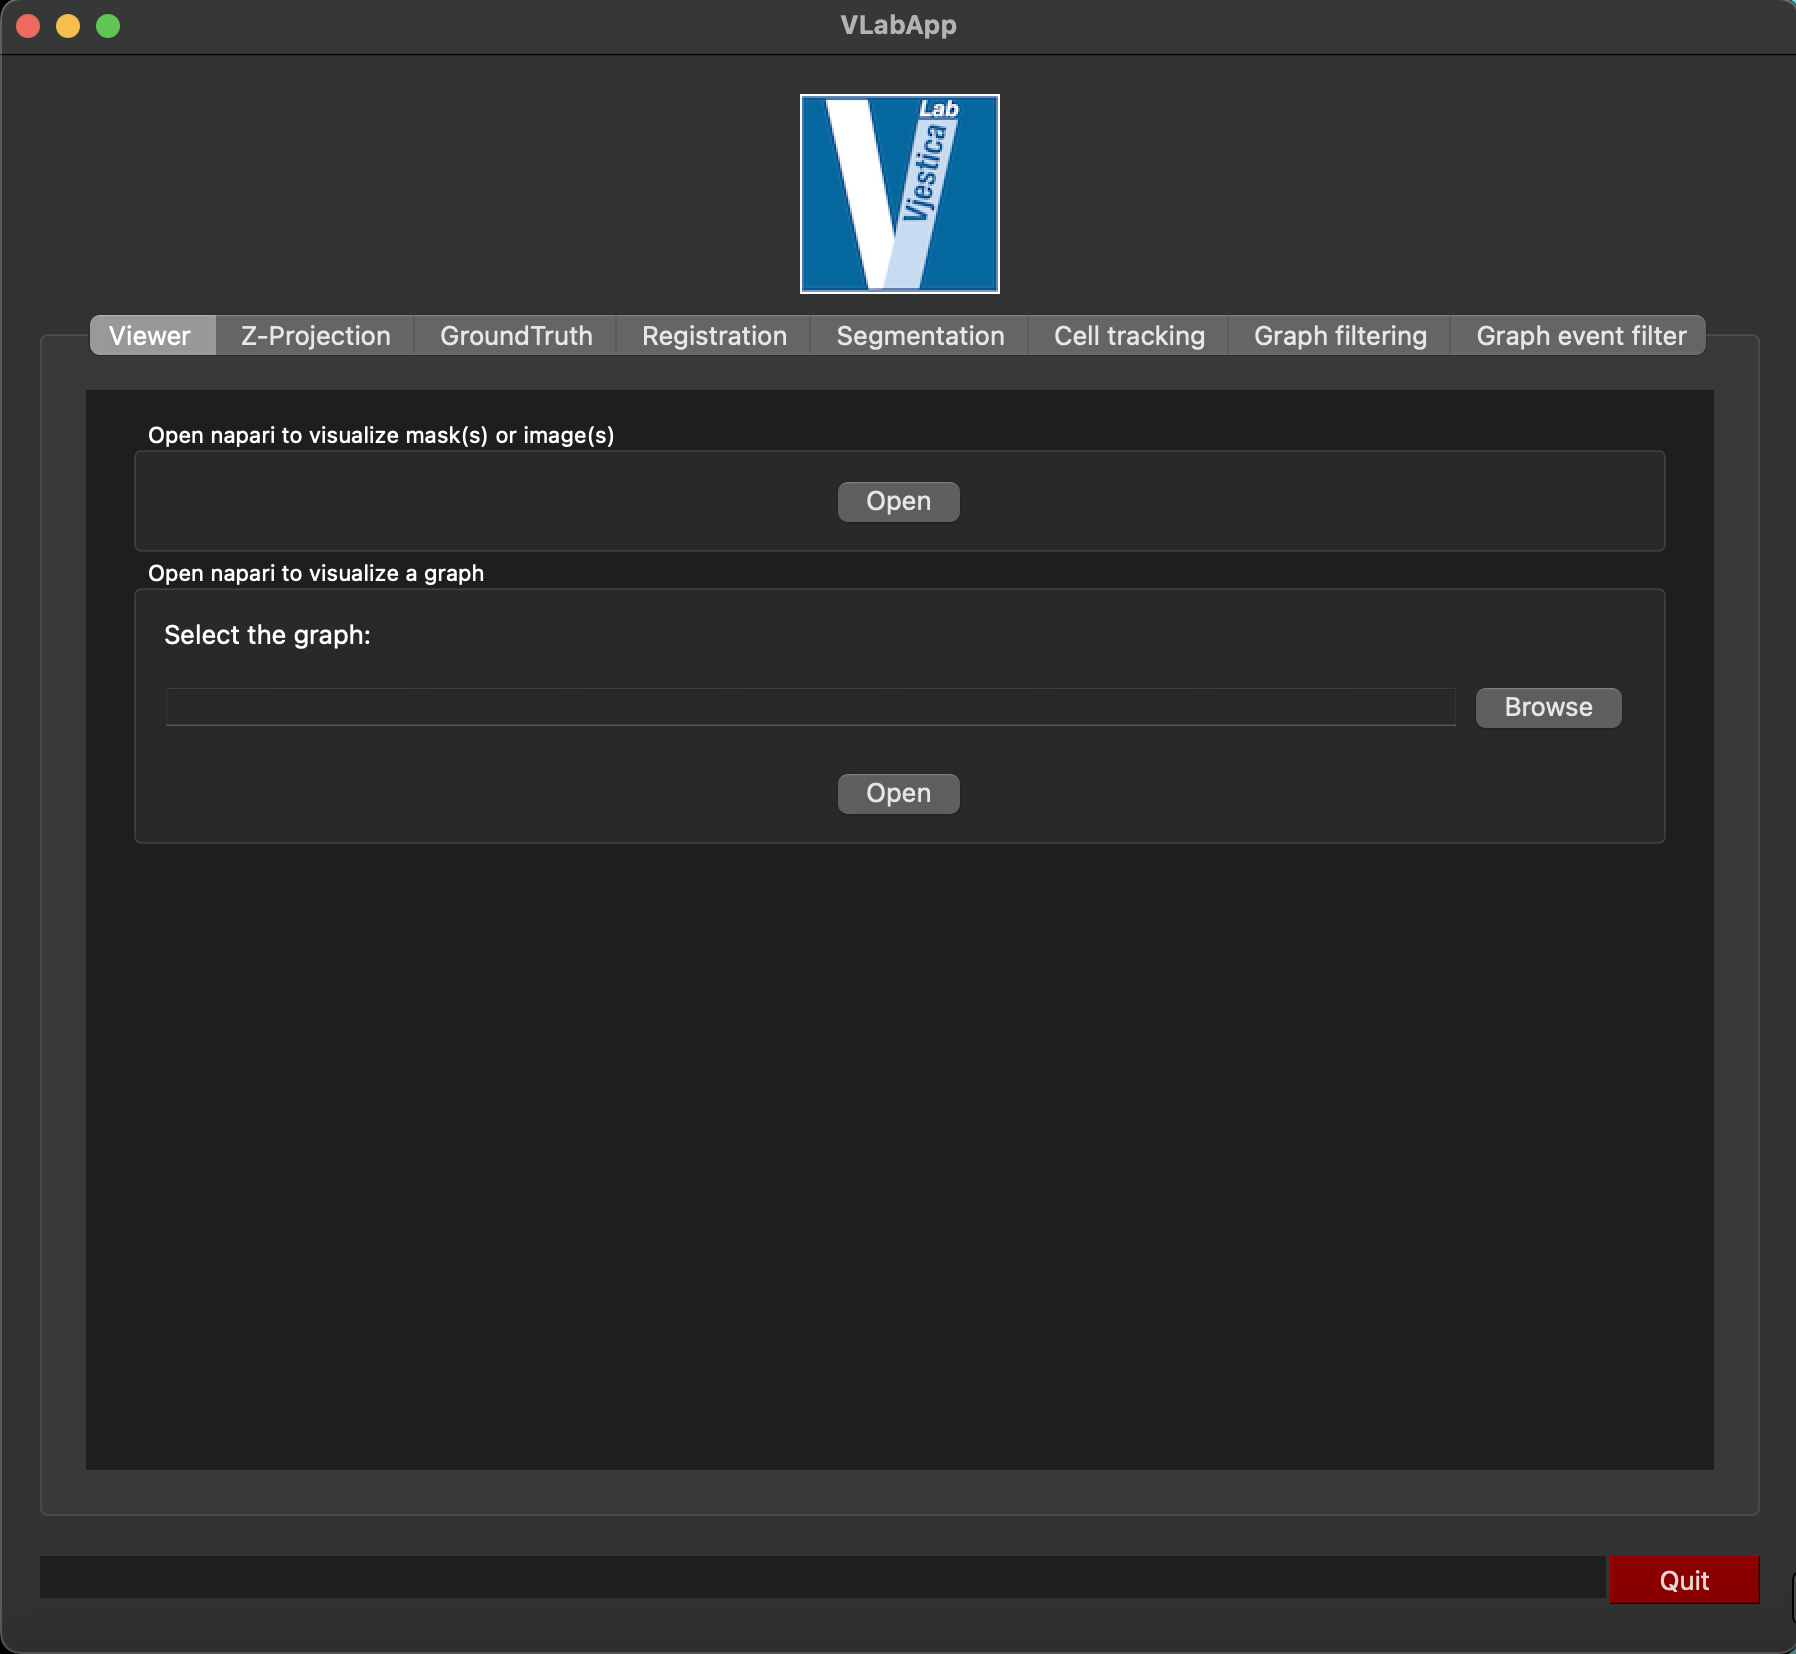 VLabApp
Lab
Vjestica
Viewer Z-Projection GroundTruth Registration Segmentation Cell tracking Graph filtering Graph event filter
Open napari to visualize mask(s) or image(s)
Open
Open napari to visualize a graph
Select the graph:
Browse
Open
Quit